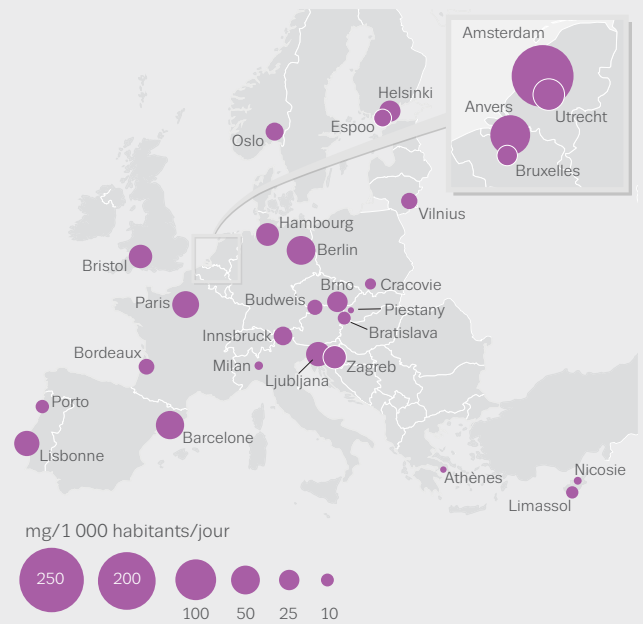 Amsterdam
Utrecht
Anvers
Bruxelles
Helsinki
Espoo
Oslo
Vilnius
Hambourg
Berlin
Bristol
Paris
Budweis
Brno
Cracovie
Piestany
Bratislava
Innsbruck
Bordeaux
Milan
Ljubljana
Zagreb
Porto
Lisbonne
Barcelone
Athènes
Nicosie
Limassol
mg/1 000 habitants/jour
250
200
100
50
25
10